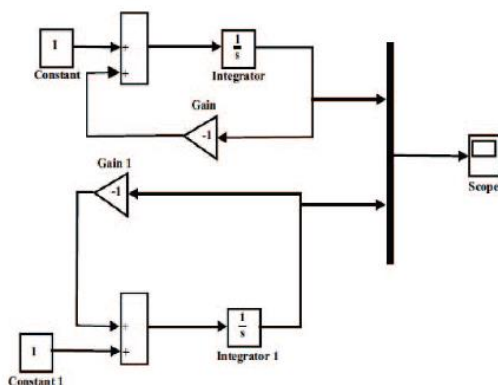 1
Constant
+
+
1
s
Integrator
Gain
-1
Gain 1
-1
Scope
+
+
1
s
Integrator 1
1
Constant 1